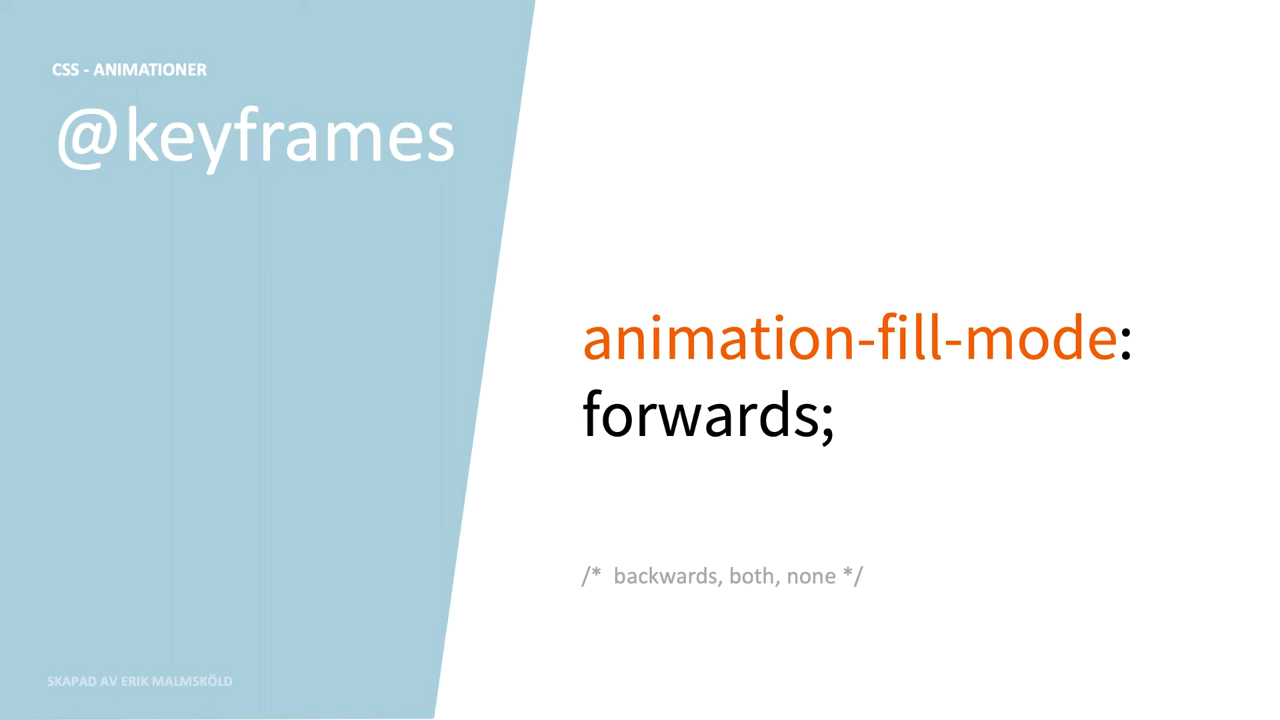 CSS - ANIMATIONER
@keyframes
animation-fill-mode:
forwards;
/* backwards, both, none */
SKAPAD AV ERIK MALMSKÖLD